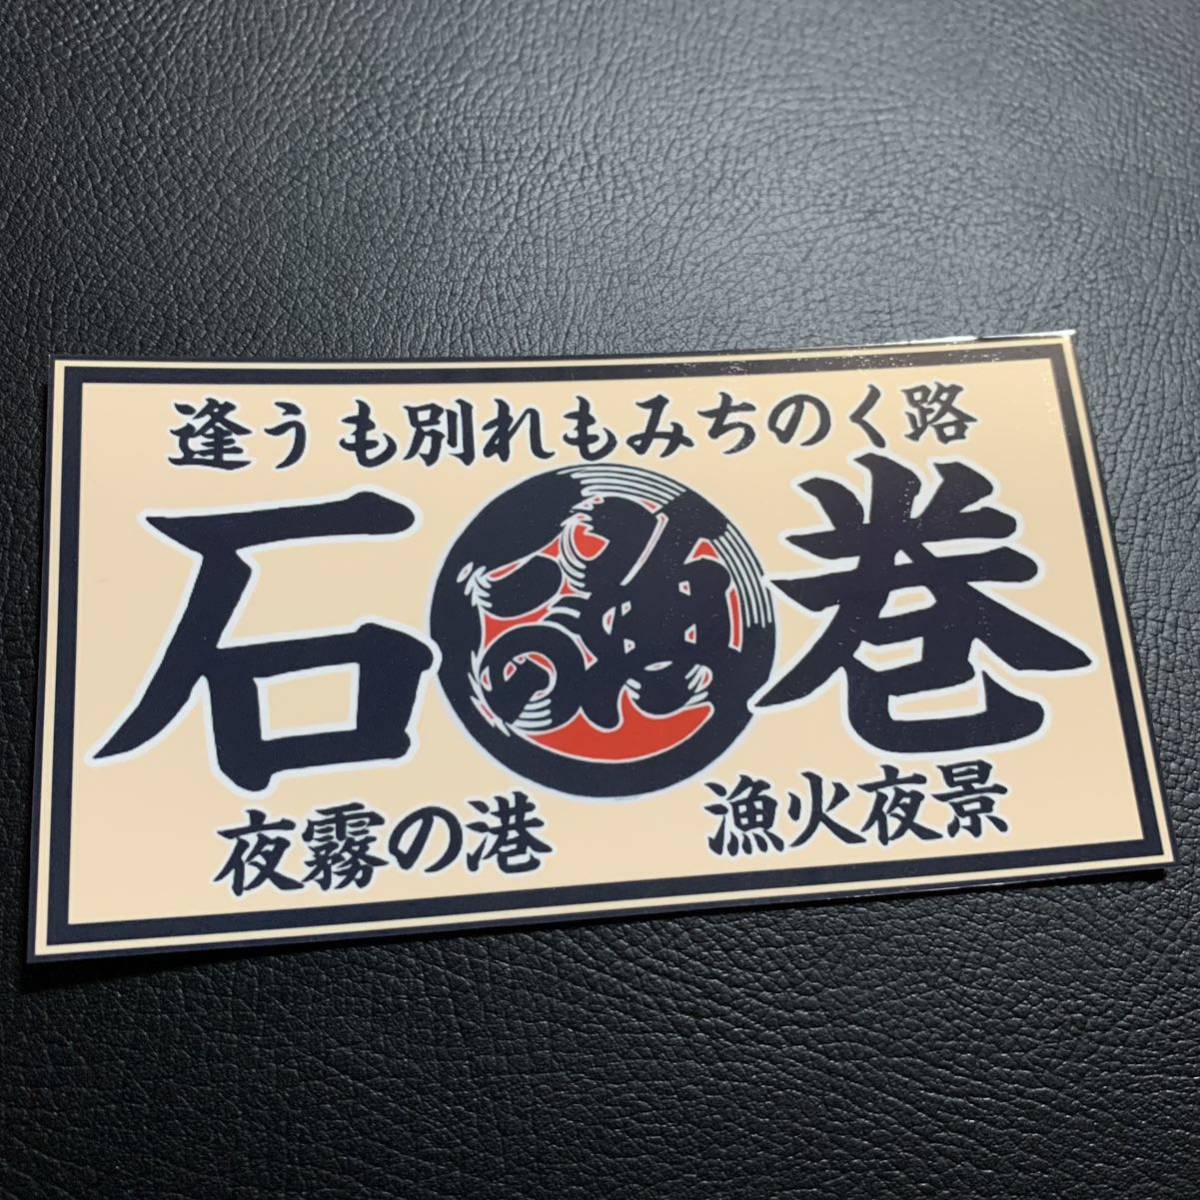 逢うも別れもみちのく路
石巻
夜霧の港
漁火夜景